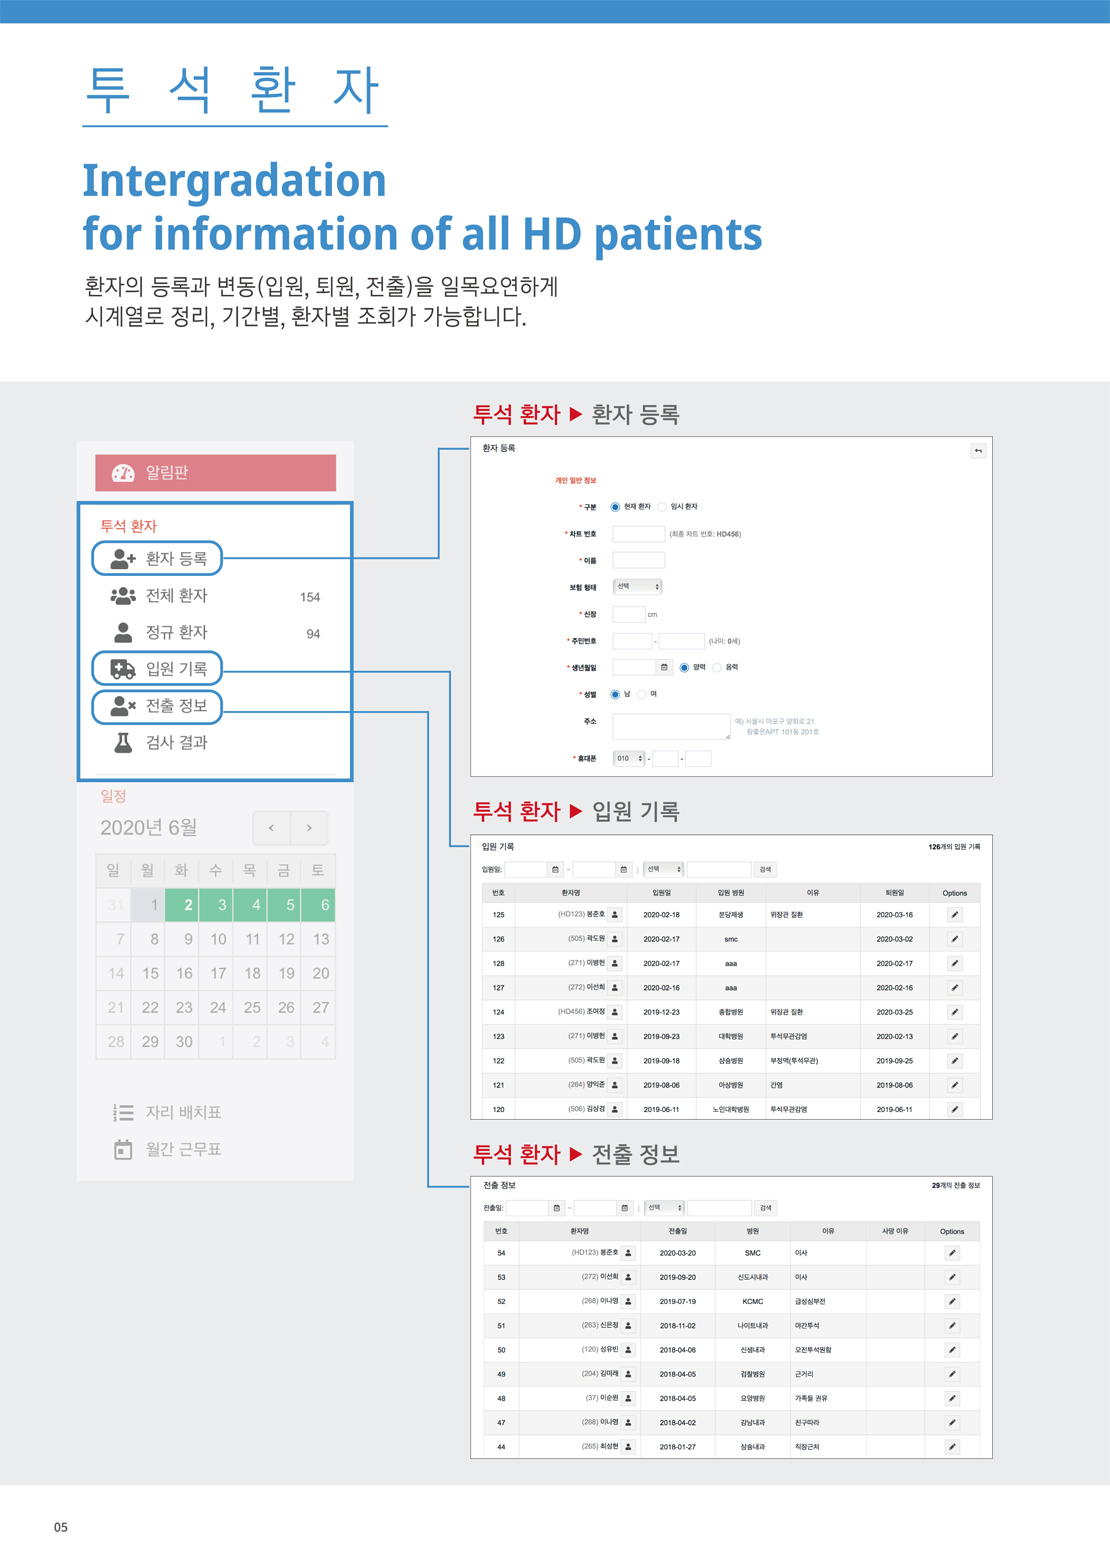 투 석 환 자
Intergradation
for information of all HD patients
환자의 등록과 변동(입원, 퇴원, 전출)을 일목요연하게
시계열로 정리, 기간별, 환자별 조회가 가능합니다.
알림판
투석 환자
환자 등록
전체 환자 154
정규 환자 94
입원 기록
전출 정보
검사 결과
일정
2020년 6월 < >
일 월 화 수 목 금 토
31 1 2 3 4 5 6
7 8 9 10 11 12 13
14 15 16 17 18 19 20
21 22 23 24 25 26 27
28 29 30 1 2 3 4
자리 배치표
월간 근무표
투석 환자 ▶ 환자 등록
환자 등록
개인 일반 정보
* 구분 현재 환자 임시 환자
* 차트 번호 (최종 차트 번호: HD456)
* 이름
보험 형태 선택
* 신장 cm
* 주민번호 - (나이: 0세)
* 생년월일 양력 음력
* 성별 남 여
주소 예) 서울시 마포구 양화로 21
참좋은APT 101동 201호
* 휴대폰 010 - -
투석 환자 ▶ 입원 기록
입원 기록 126개의 입원 기록
입원일: ~ | 선택 검색
번호 환자명 입원일 입원 병원 이유 퇴원일 Options
125 (HD123) 봉준호 2020-02-18 분당제생 위장관 질환 2020-03-16
126 (505) 곽도원 2020-02-17 smc 2020-03-02
128 (271) 이병헌 2020-02-17 aaa 2020-02-17
127 (272) 이선희 2020-02-16 aaa 2020-02-16
124 (HD456) 조여정 2019-12-23 종합병원 위장관 질환 2020-03-25
123 (271) 이병헌 2019-09-23 대학병원 투석무관감염 2020-02-13
122 (505) 곽도원 2019-09-18 삼숭병원 부정맥(투석무관) 2019-09-25
121 (264) 양익준 2019-08-06 이상병원 간염 2019-08-06
120 (506) 김상경 2019-06-11 노인대학병원 투석무관감염 2019-06-11
투석 환자 ▶ 전출 정보
전출 정보 29개의 전출 정보
전출일: ~ | 선택 검색
번호 환자명 전출일 병원 이유 사망 이유 Options
54 (HD123) 봉준호 2020-03-20 SMC 이사
53 (272) 이선희 2019-09-20 신도시내과 이사
52 (268) 이나영 2019-07-19 KCMC 급성심부전
51 (263) 신은정 2018-11-02 나이트내과 야간투석
50 (120) 성유빈 2018-04-06 신생내과 오전투석원함
49 (204) 김미래 2018-04-05 검찰병원 근거리
48 (37) 이순원 2018-04-05 요양병원 가족들 권유
47 (268) 이나영 2018-04-02 강남내과 친구따라
44 (265) 최성현 2018-01-27 삼숭내과 직장근처
05